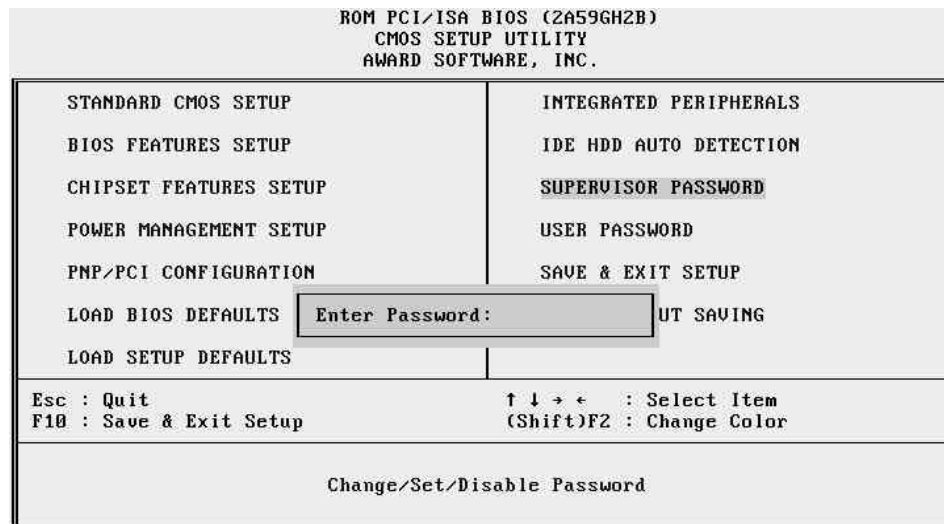 ROM PCI/ISA BIOS (2A59GH2B)
CMOS SETUP UTILITY
AWARD SOFTWARE, INC.
STANDARD CMOS SETUP
BIOS FEATURES SETUP
CHIPSET FEATURES SETUP
POWER MANAGEMENT SETUP
PNP/PCI CONFIGURATION
LOAD BIOS DEFAULTS
LOAD SETUP DEFAULTS
INTEGRATED PERIPHERALS
IDE HDD AUTO DETECTION
SUPERVISOR PASSWORD
USER PASSWORD
SAVE & EXIT SETUP
UT SAVING
Enter Password:
Esc : Quit
F10 : Save & Exit Setup
↑ ↓ → ← : Select Item
(Shift)F2 : Change Color
Change/Set/Disable Password